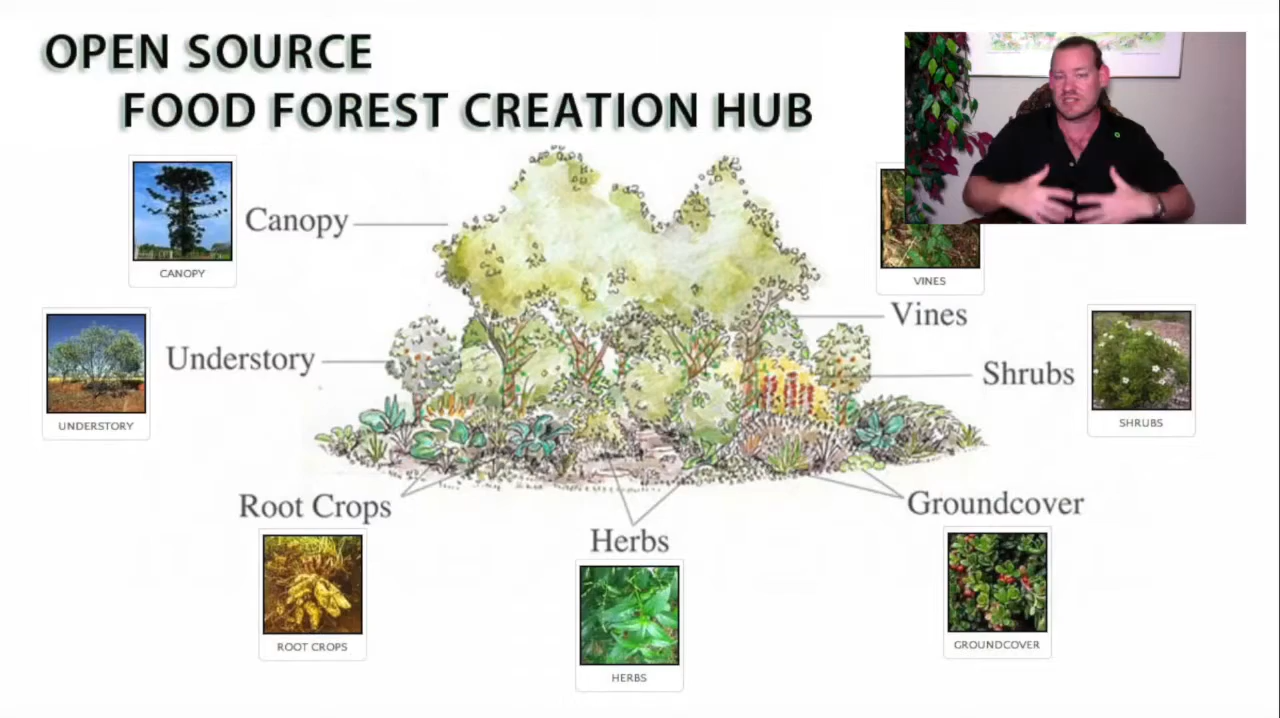 OPEN SOURCE
FOOD FOREST CREATION HUB
CANOPY
Canopy
VINES
Vines
Understory
UNDERSTORY
Shrubs
SHRUBS
Root Crops
ROOT CROPS
Herbs
HERBS
Groundcover
GROUNDCOVER